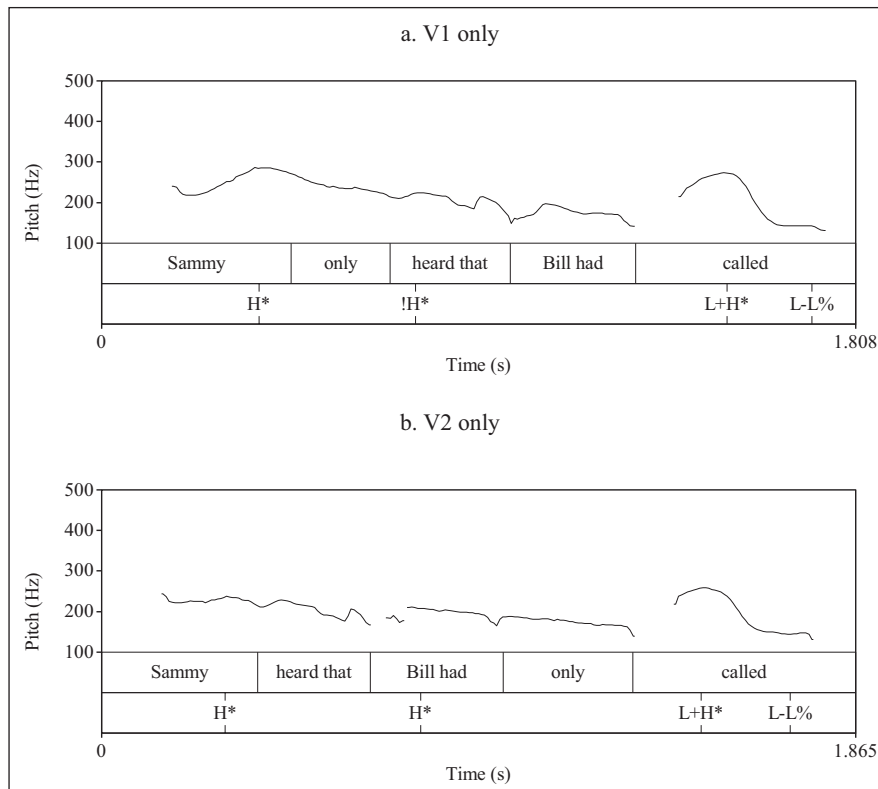 a. V1 only
500
400
300
200
100
Pitch (Hz)
Sammy only heard that Bill had called
H* !H* L+H* L-L%
0 1.808
Time (s)
b. V2 only
500
400
300
200
100
Pitch (Hz)
Sammy heard that Bill had only called
H* H* L+H* L-L%
0 1.865
Time (s)